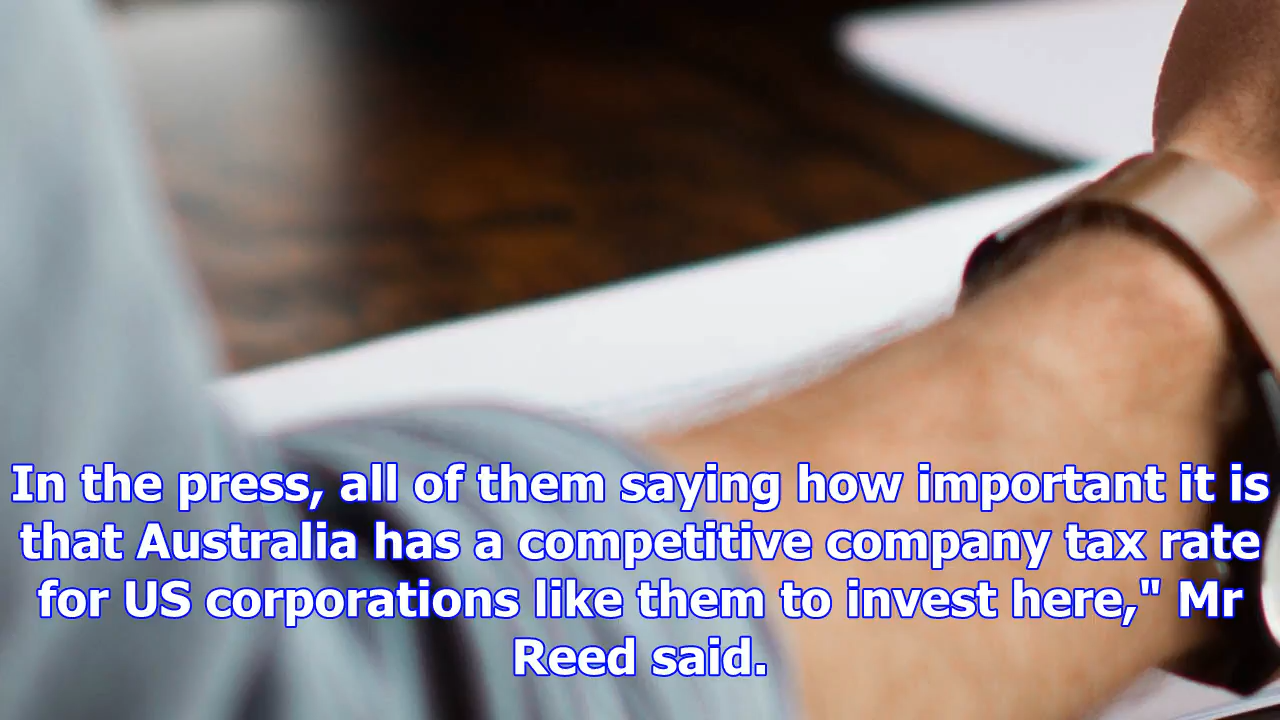 In the press, all of them saying how important it is
that Australia has a competitive company tax rate
for US corporations like them to invest here," Mr
Reed said.